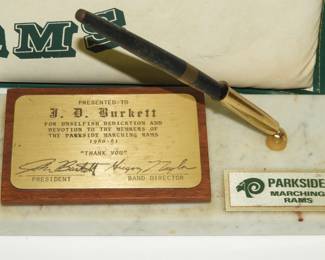 AMS
PRESENTED TO
J. D. Burkett
FOR UNSELFISH DEDICATION AND
DEVOTION TO THE MEMBERS OF
THE PARKSIDE MARCHING RAMS
1980-81
"THANK YOU"
PRESIDENT BAND DIRECTOR
PARKSIDE
MARCHING
RAMS